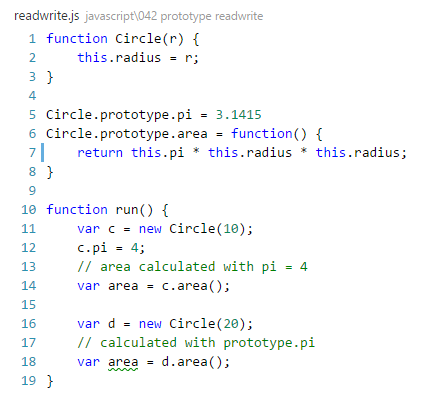 readwrite.js javascript\042 prototype readwrite
1 function Circle(r) {
2     this.radius = r;
3 }
4
5 Circle.prototype.pi = 3.1415
6 Circle.prototype.area = function() {
7     return this.pi * this.radius * this.radius;
8 }
9
10 function run() {
11     var c = new Circle(10);
12     c.pi = 4;
13     // area calculated with pi = 4
14     var area = c.area();
15
16     var d = new Circle(20);
17     // calculated with prototype.pi
18     var area = d.area();
19 }